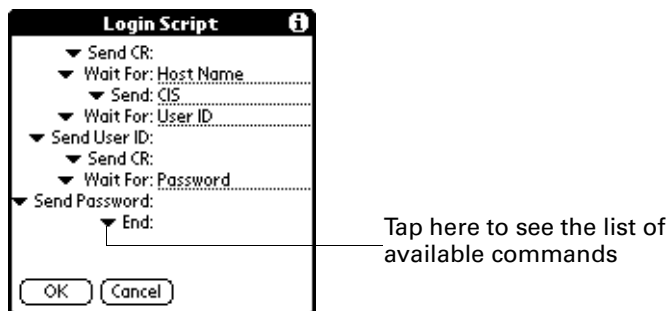 Login Script
Send CR:
Wait For: Host Name
Send: CIS
Wait For: User ID
Send User ID:
Send CR:
Wait For: Password
Send Password:
End:
Tap here to see the list of
available commands
OK Cancel